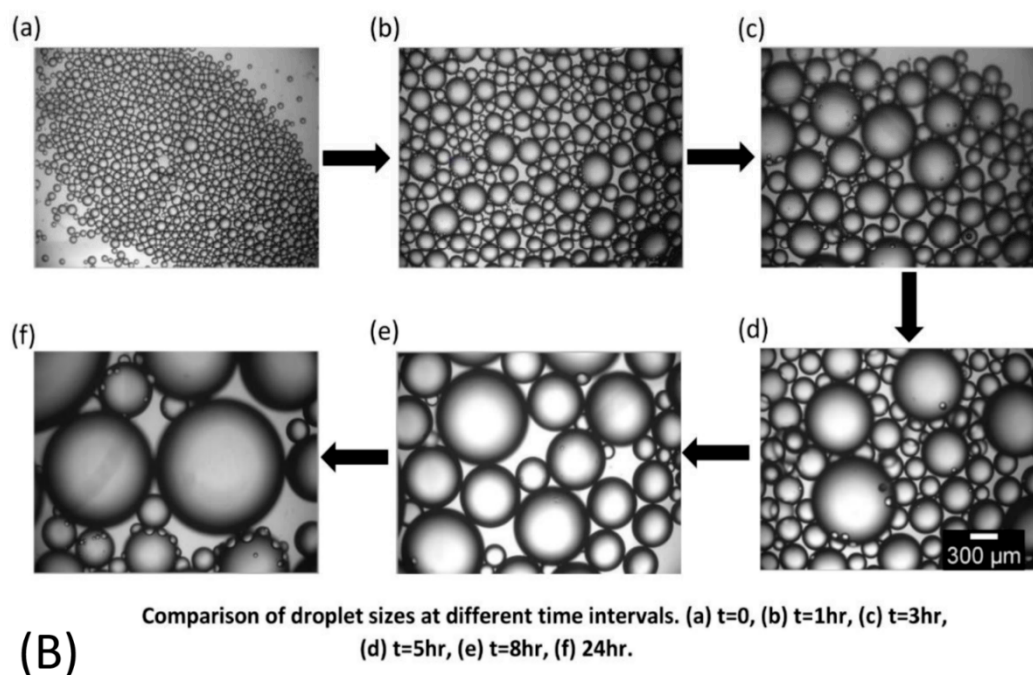 (a)
(b)
(c)
(f)
(e)
(d)
300 µm
Comparison of droplet sizes at different time intervals. (a) t=0, (b) t=1hr, (c) t=3hr,
(d) t=5hr, (e) t=8hr, (f) 24hr.
(B)